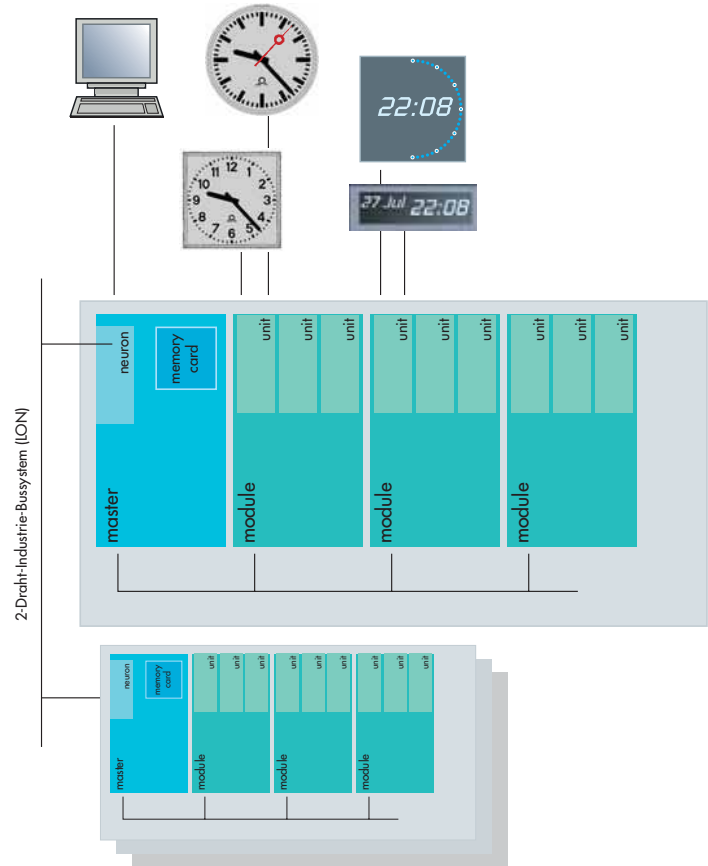 22:08
11 12 1
10 2
9 3
8 4
7 6 5
27 Jul 22:08
2-Draht-Industrie-Bussystem (LON)
master
neuron
memory
card
module
unit
unit
unit
module
unit
unit
unit
module
unit
unit
unit
master
neuron
memory
card
module
unit
unit
unit
module
unit
unit
unit
module
unit
unit
unit